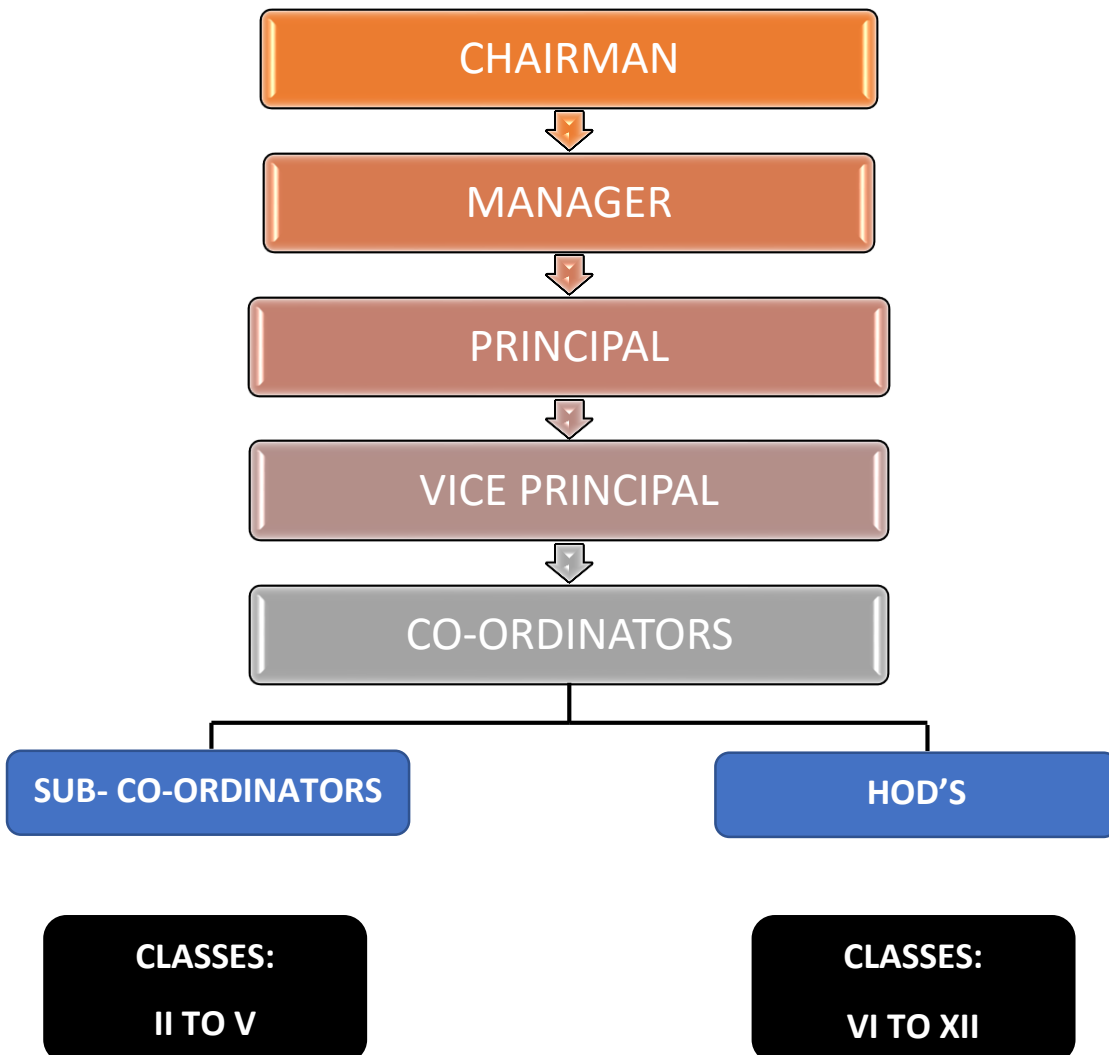 CHAIRMAN
MANAGER
PRINCIPAL
VICE PRINCIPAL
CO-ORDINATORS
SUB- CO-ORDINATORS
HOD’S
CLASSES:
II TO V
CLASSES:
VI TO XII